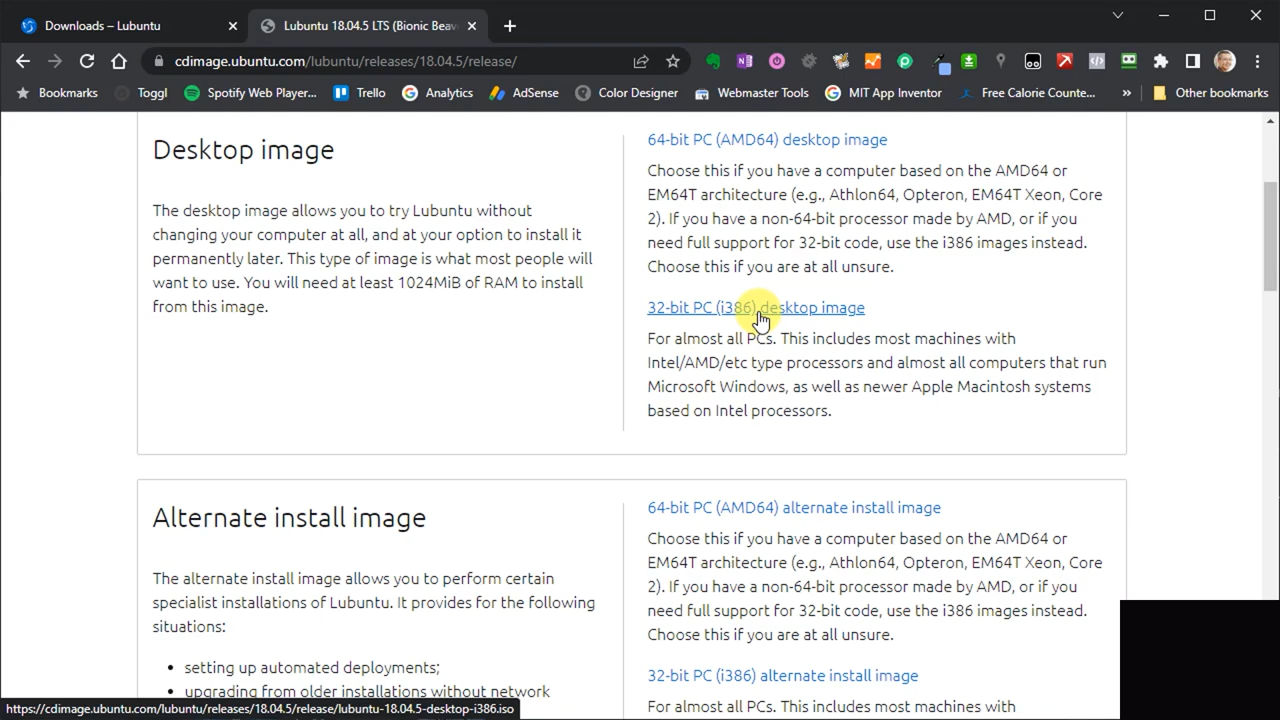 Downloads – Lubuntu
Lubuntu 18.04.5 LTS (Bionic Beav
cdimage.ubuntu.com/lubuntu/releases/18.04.5/release/
Bookmarks
Toggl
Spotify Web Player...
Trello
Analytics
AdSense
Color Designer
Webmaster Tools
MIT App Inventor
Free Calorie Counte...
»
Other bookmarks
Desktop image
The desktop image allows you to try Lubuntu without
changing your computer at all, and at your option to install it
permanently later. This type of image is what most people will
want to use. You will need at least 1024MiB of RAM to install
from this image.
64-bit PC (AMD64) desktop image
Choose this if you have a computer based on the AMD64 or
EM64T architecture (e.g., Athlon64, Opteron, EM64T Xeon, Core
2). If you have a non-64-bit processor made by AMD, or if you
need full support for 32-bit code, use the i386 images instead.
Choose this if you are at all unsure.
32-bit PC (i386) desktop image
For almost all PCs. This includes most machines with
Intel/AMD/etc type processors and almost all computers that run
Microsoft Windows, as well as newer Apple Macintosh systems
based on Intel processors.
Alternate install image
The alternate install image allows you to perform certain
specialist installations of Lubuntu. It provides for the following
situations:
• setting up automated deployments;
• upgrading from older installations without network
64-bit PC (AMD64) alternate install image
Choose this if you have a computer based on the AMD64 or
EM64T architecture (e.g., Athlon64, Opteron, EM64T Xeon, Core
2). If you have a non-64-bit processor made by AMD, or if you
need full support for 32-bit code, use the i386 images instead.
Choose this if you are at all unsure.
32-bit PC (i386) alternate install image
For almost all PCs. This includes most machines with
https://cdimage.ubuntu.com/lubuntu/releases/18.04.5/release/lubuntu-18.04.5-desktop-i386.iso